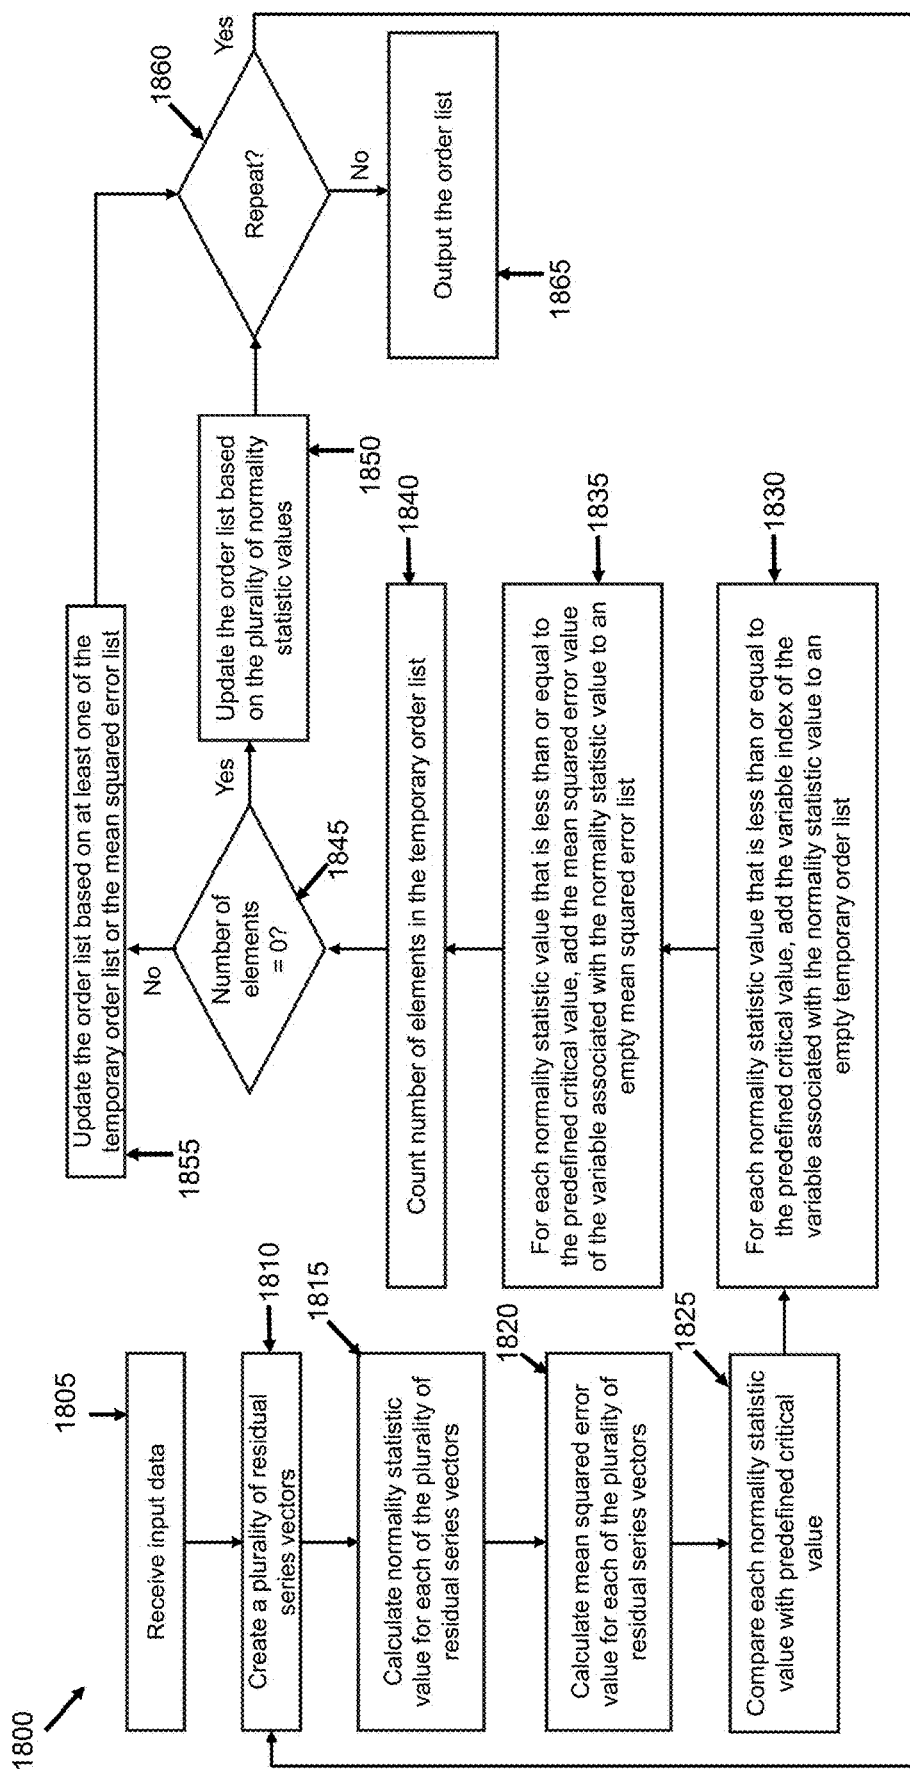 1800
1805
Receive input data
1810
Create a plurality of residual
series vectors
1815
Calculate normality statistic
value for each of the plurality of
residual series vectors
1820
Calculate mean squared error
value for each of the plurality of
residual series vectors
1825
Compare each normality statistic
value with predefined critical
value
1830
For each normality statistic value that is less than or equal to
the predefined critical value, add the variable index of the
variable associated with the normality statistic value to an
empty temporary order list
1835
For each normality statistic value that is less than or equal to
the predefined critical value, add the mean squared error value
of the variable associated with the normality statistic value to an
empty mean squared error list
1840
Count number of elements in the temporary order list
1845
Number of
elements
= 0?
Yes
No
1850
Update the order list based
on the plurality of normality
statistic values
1855
Update the order list based on at least one of the
temporary order list or the mean squared error list
1860
Repeat?
Yes
No
1865
Output the order list